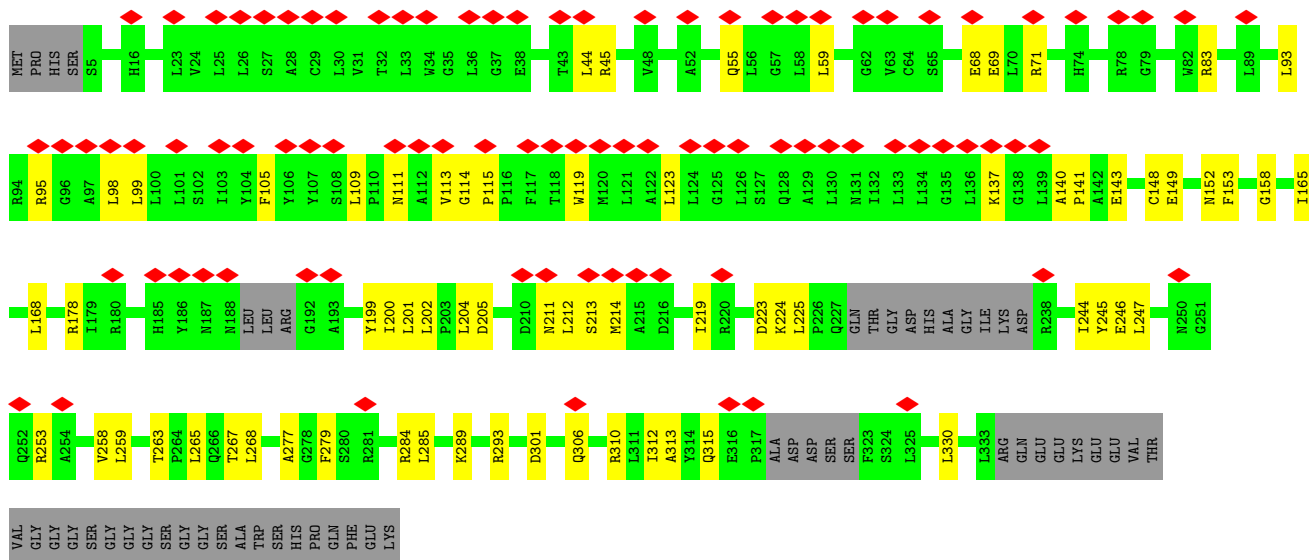 MET PRO HIS SER S5 H16 L23 V24 L25 L26 S27 A28 C29 L30 V31 T32 L33 W34 G35 L36 G37 E38 T43 L44 R45 V48 A52 Q55 L56 G57 L58 L59 G62 V63 C64 S65 E68 E69 L70 R71 H74 R78 G79 W82 R83 L89 L93
R94 R95 G96 A97 L98 L99 L100 L101 S102 I103 Y104 F105 Y106 Y107 S108 L109 P110 N111 A112 V113 G114 P115 P116 F117 T118 W119 M120 L121 A122 L123 L124 G125 L126 S127 Q128 A129 L130 N131 I132 L133 L134 G135 L136 K137 G138 L139 A140 P141 A142 E143 C148 E149 N152 F153 G158 I165
L168 R178 I179 R180 H185 Y186 N187 N188 LEU LEU ARG G192 A193 Y199 I200 L201 L202 P203 L204 D205 D210 N211 L212 S213 M214 A215 D216 I219 R220 D223 K224 L225 P226 Q227 GLN THR GLY ASP HIS ALA GLY ILE LYS ASP R238 I244 Y245 E246 L247 N250 G251
Q252 R253 A254 V258 L259 T263 P264 L265 Q266 T267 L268 A277 G278 F279 S280 R281 R284 L285 K289 R293 D301 Q306 R310 L311 I312 A313 Y314 Q315 E316 P317 ALA ASP ASP SER SER F323 S324 L325 L330 L333 ARG GLN GLU GLU GLU LYS GLU GLU VAL THR
VAL GLY GLY GLY SER GLY GLY GLY SER GLY GLY SER ALA TRP SER HIS PRO GLN PHE GLU LYS